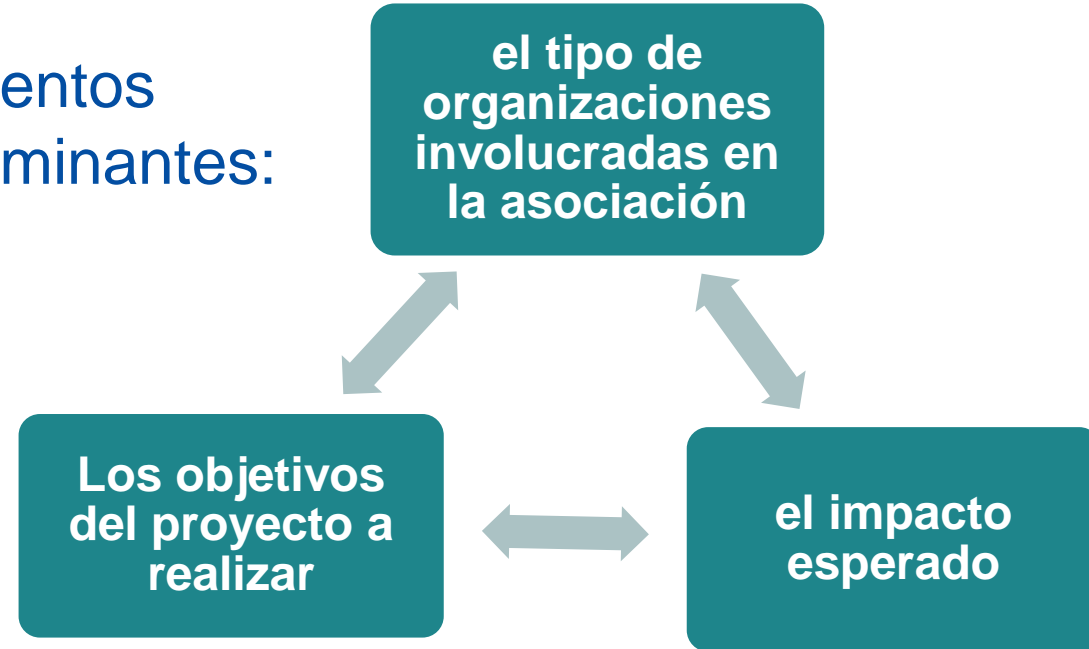 entos
minantes:
el tipo de
organizaciones
involucradas en
la asociación
Los objetivos
del proyecto a
realizar
el impacto
esperado